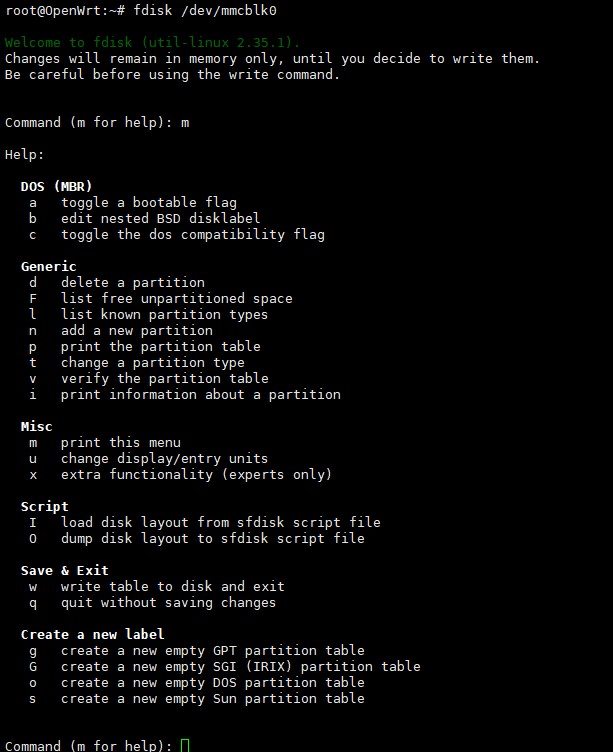 root@OpenWrt:~# fdisk /dev/mmcblk0
Welcome to fdisk (util-linux 2.35.1).
Changes will remain in memory only, until you decide to write them.
Be careful before using the write command.
Command (m for help): m
Help:
DOS (MBR)
a   toggle a bootable flag
b   edit nested BSD disklabel
c   toggle the dos compatibility flag
Generic
d   delete a partition
F   list free unpartitioned space
l   list known partition types
n   add a new partition
p   print the partition table
t   change a partition type
v   verify the partition table
i   print information about a partition
Misc
m   print this menu
u   change display/entry units
x   extra functionality (experts only)
Script
I   load disk layout from sfdisk script file
O   dump disk layout to sfdisk script file
Save & Exit
w   write table to disk and exit
q   quit without saving changes
Create a new label
g   create a new empty GPT partition table
G   create a new empty SGI (IRIX) partition table
o   create a new empty DOS partition table
s   create a new empty Sun partition table
Command (m for help):